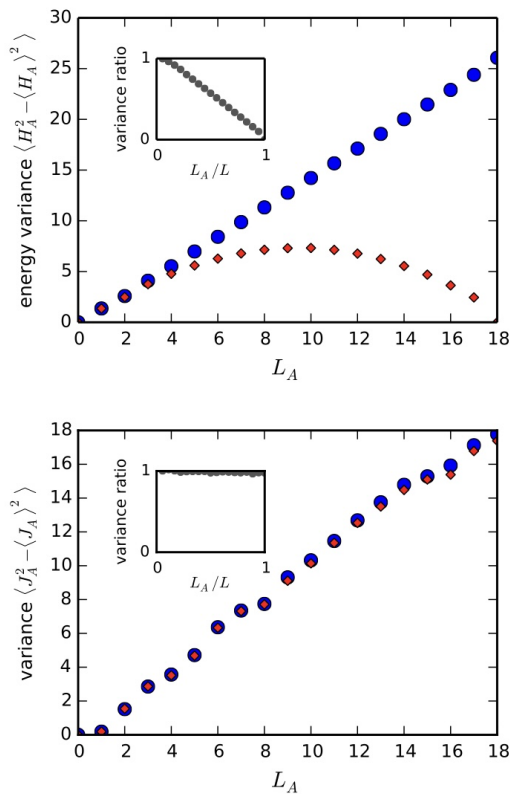 30
25
20
15
10
5
0
energy variance ⟨H_A^2 −⟨H_A⟩^2 ⟩
1
0
variance ratio
0 1
L_A/L
0 2 4 6 8 10 12 14 16 18
L_A
18
16
14
12
10
8
6
4
2
0
variance ⟨J_A^2 −⟨J_A⟩^2 ⟩
1
0
variance ratio
0 1
L_A/L
0 2 4 6 8 10 12 14 16 18
L_A